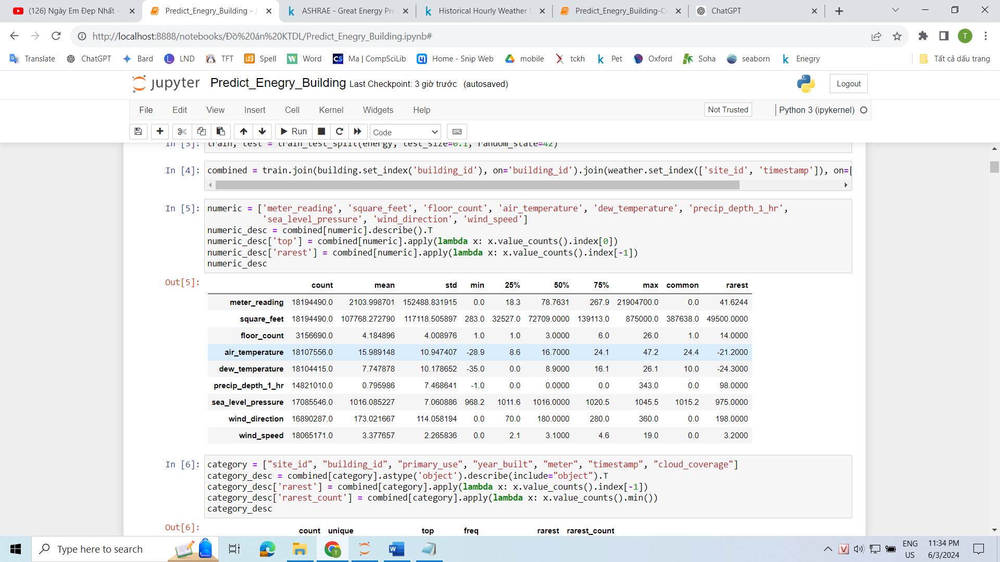 (126) Ngày Em Đẹp Nhất -
Predict_Enegry_Building - J
ASHRAE - Great Energy Pre
Historical Hourly Weather D
Predict_Enegry_Building-Co
ChatGPT
http://localhost:8888/notebooks/Đồ%20án%20KTDL/Predict_Enegry_Building.ipynb#
T
Translate ChatGPT Bard LND TFT Spell Word Ma | CompSciLib Home - Snip Web mobile tckh Pet Oxford Soha seaborn Enegry Tất cả dấu trang
jupyter Predict_Enegry_Building Last Checkpoint: 3 giờ trước (autosaved)
Logout
File Edit View Insert Cell Kernel Widgets Help
Not Trusted Python 3 (ipykernel)
Run Code
In [3]: train, test = train_test_split(energy, test_size=0.1, random_state=42)
In [4]: combined = train.join(building.set_index('building_id'), on='building_id').join(weather.set_index(['site_id', 'timestamp']), on=[
In [5]: numeric = ['meter_reading', 'square_feet', 'floor_count', 'air_temperature', 'dew_temperature', 'precip_depth_1_hr',
'sea_level_pressure', 'wind_direction', 'wind_speed']
numeric_desc = combined[numeric].describe().T
numeric_desc['top'] = combined[numeric].apply(lambda x: x.value_counts().index[0])
numeric_desc['rarest'] = combined[numeric].apply(lambda x: x.value_counts().index[-1])
numeric_desc
Out[5]:
count mean std min 25% 50% 75% max common rarest
meter_reading 18194490.0 2103.998701 152488.831915 0.0 18.3 78.7631 267.9 21904700.0 0.0 41.6244
square_feet 18194490.0 107768.272790 117118.505897 283.0 32527.0 72709.0000 139113.0 875000.0 387638.0 49500.0000
floor_count 3156690.0 4.184896 4.008976 1.0 1.0 3.0000 6.0 26.0 1.0 14.0000
air_temperature 18107556.0 15.989148 10.947407 -28.9 8.6 16.7000 24.1 47.2 24.4 -21.2000
dew_temperature 18104415.0 7.747878 10.178652 -35.0 0.0 8.9000 16.1 26.1 10.0 -24.3000
precip_depth_1_hr 14821010.0 0.795986 7.468641 -1.0 0.0 0.0000 0.0 343.0 0.0 98.0000
sea_level_pressure 17085546.0 1016.085227 7.060886 968.2 1011.6 1016.0000 1020.5 1045.5 1015.2 975.0000
wind_direction 16890287.0 173.021667 114.058194 0.0 70.0 180.0000 280.0 360.0 0.0 198.0000
wind_speed 18065171.0 3.377657 2.265836 0.0 2.1 3.1000 4.6 19.0 0.0 3.2000
In [6]: category = ["site_id", "building_id", "primary_use", "year_built", "meter", "timestamp", "cloud_coverage"]
category_desc = combined[category].astype('object').describe(include="object").T
category_desc['rarest'] = combined[category].apply(lambda x: x.value_counts().index[-1])
category_desc['rarest_count'] = combined[category].apply(lambda x: x.value_counts().min())
category_desc
Out[6]:
count unique top freq rarest rarest_count
Type here to search
ENG
US
11:34 PM
6/3/2024